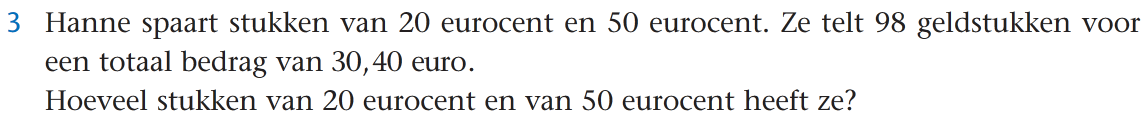 3 Hanne spaart stukken van 20 eurocent en 50 eurocent. Ze telt 98 geldstukken voor
een totaal bedrag van 30,40 euro.
Hoeveel stukken van 20 eurocent en van 50 eurocent heeft ze?